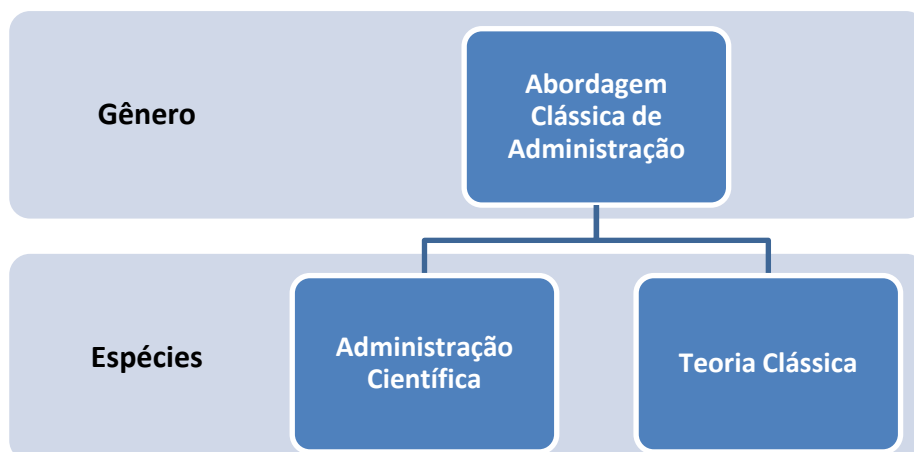 Gênero
Abordagem
Clássica de
Administração
Espécies
Administração
Científica
Teoria Clássica